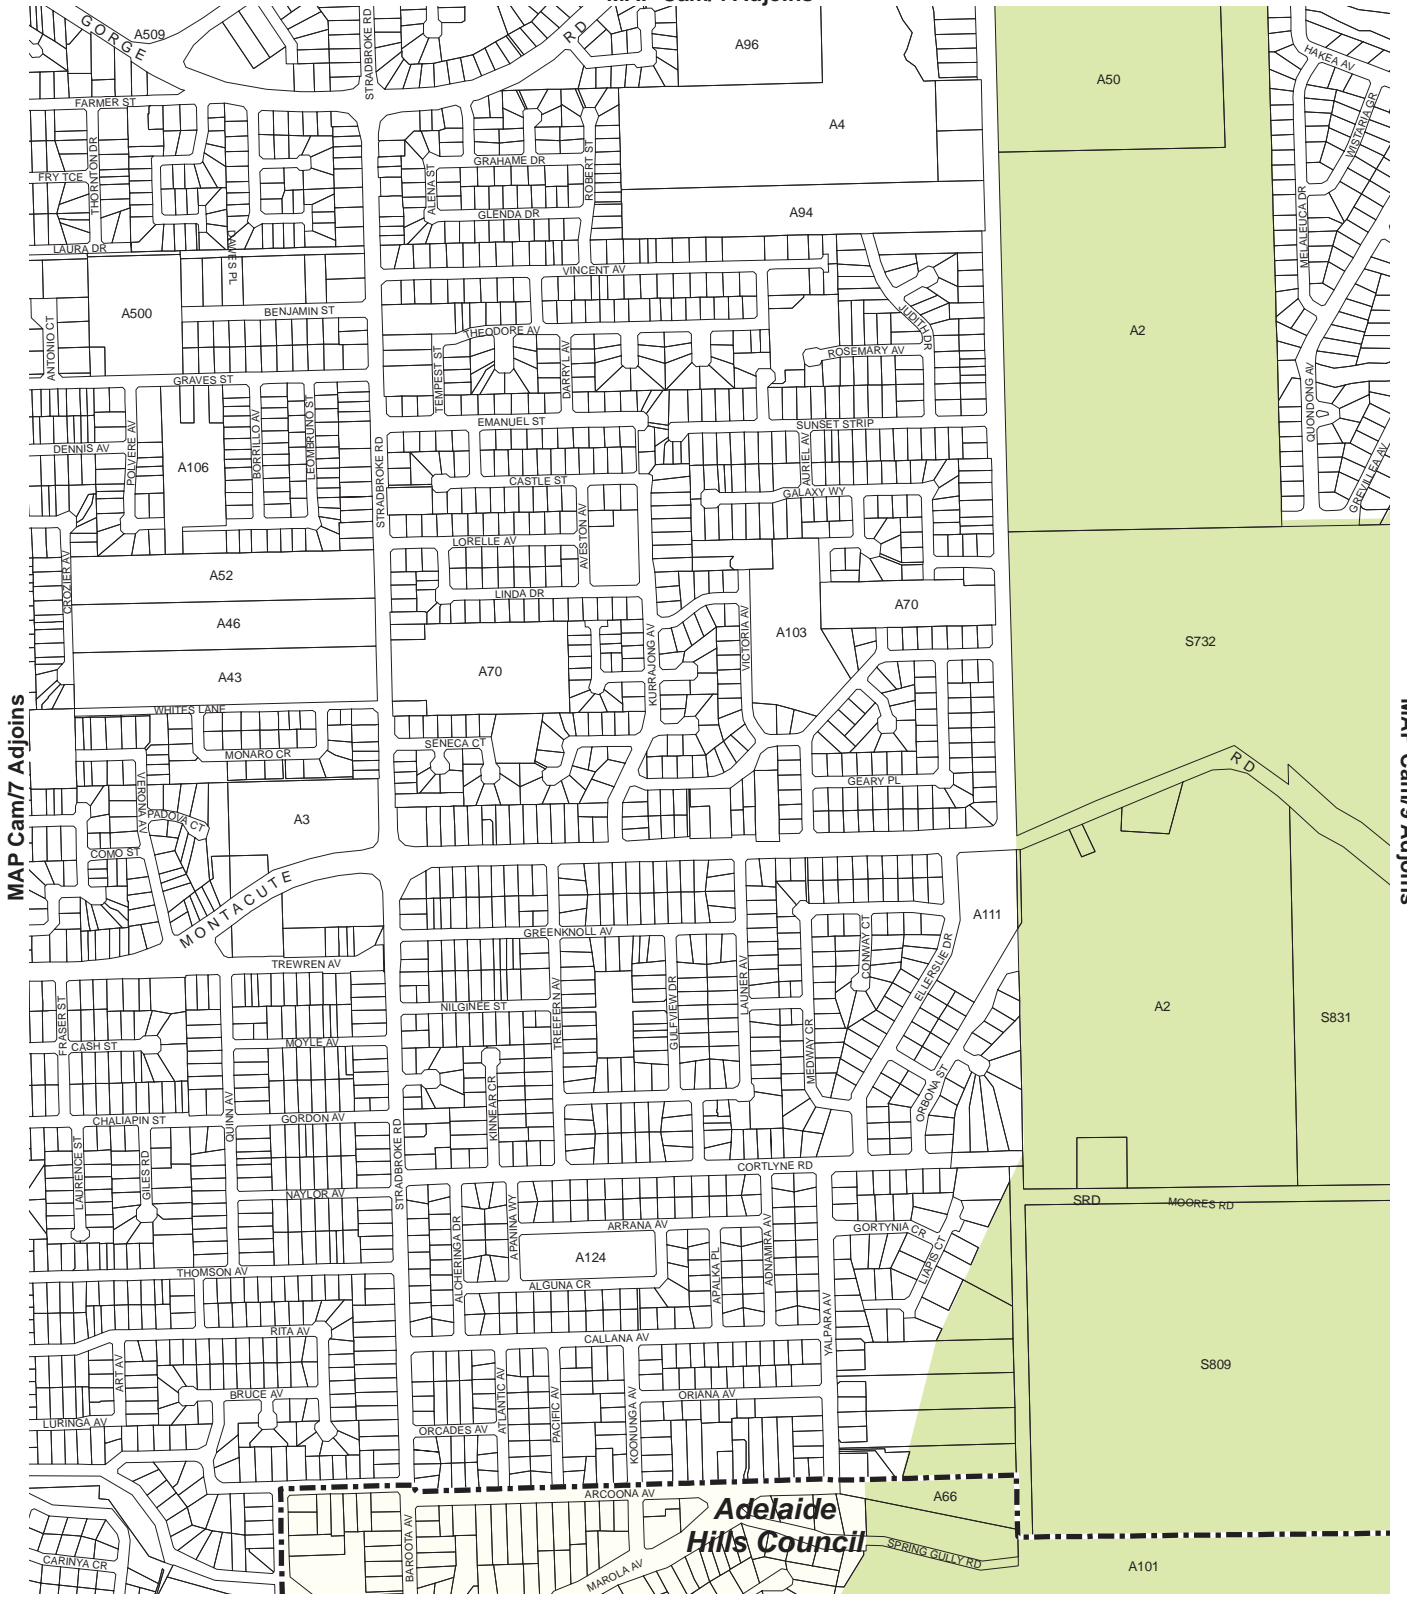 GORGE
A509
STRADBROKE RD
RD
A96
A50
HAKEA AV
WISTARIA GR
FARMER ST
A4
THORNTON DR
FRY TCE
ALENA ST
GRAHAME DR
ROBERT ST
GLENDA DR
A94
MELALEUCA DR
LAURA DR
DAWES PL
VINCENT AV
A500
BENJAMIN ST
ANTONIO CT
THEODORE AV
JUDITH DR
A2
TEMPEST ST
DARRYL AV
ROSEMARY AV
GRAVES ST
QUONDONG AV
POLVERE AV
BORRILLO AV
LEOMBRUNO ST
EMANUEL ST
SUNSET STRIP
DENNIS AV
A106
STRADBROKE RD
CASTLE ST
AURIEL AV
GALAXY WY
GREVILLEA AV
AVESTON AV
LORELLE AV
CROZIER AV
A52
LINDA DR
A70
A46
KURRAJONG AV
VICTORIA AV
A103
S732
A43
A70
MAP Cam/7 Adjoins
WHITES LANE
MONARO CR
SENECA CT
RD
VERONA AV
PADOVA CT
A3
GEARY PL
COMO ST
MONTACUTE
A111
GREENKNOLL AV
CONWAY CT
ELLERSLIE DR
TREWREN AV
TREEFERN AV
GULFVIEW DR
LAUNER AV
NILGINEE ST
A2
S831
FRASER ST
CASH ST
MOYLE AV
MEDWAY CR
KINNEAR CR
ORBONA ST
QUINN AV
CHALIAPIN ST
GORDON AV
LAURENCE ST
GILES RD
STRADBROKE RD
CORTLYNE RD
NAYLOR AV
SRD
MOORES RD
ALCHERINGA DR
APANINA WY
ARRANA AV
ADNAMIRA AV
GORTYNIA CR
LIAPIS CT
A124
APALKA PL
THOMSON AV
ALGUNA CR
YALPARA AV
RITA AV
CALLANA AV
ART AV
S809
BRUCE AV
ATLANTIC AV
PACIFIC AV
KOONUNGA AV
ORIANA AV
LURINGA AV
ORCADES AV
ARCOONA AV
A66
Adelaide
Hills Council
BAROOTA AV
SPRING GULLY RD
CARINYA CR
MAROLA AV
A101